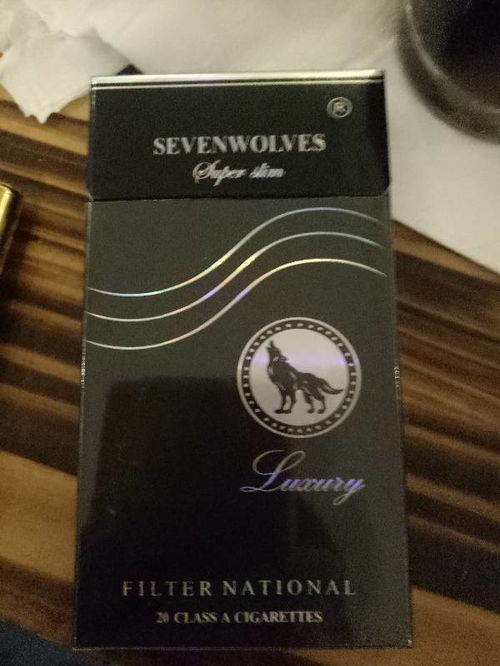 SEVENWOLVES
Super slim
Luxury
FILTER NATIONAL
20 CLASS A CIGARETTES